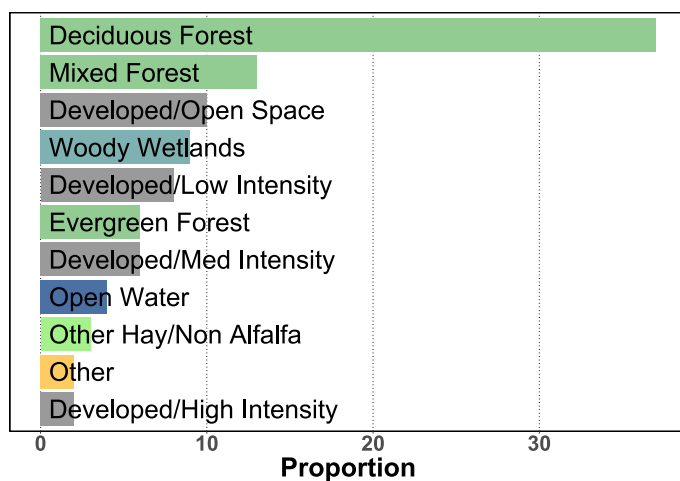 Deciduous Forest
Mixed Forest
Developed/Open Space
Woody Wetlands
Developed/Low Intensity
Evergreen Forest
Developed/Med Intensity
Open Water
Other Hay/Non Alfalfa
Other
Developed/High Intensity
0 10 20 30
Proportion